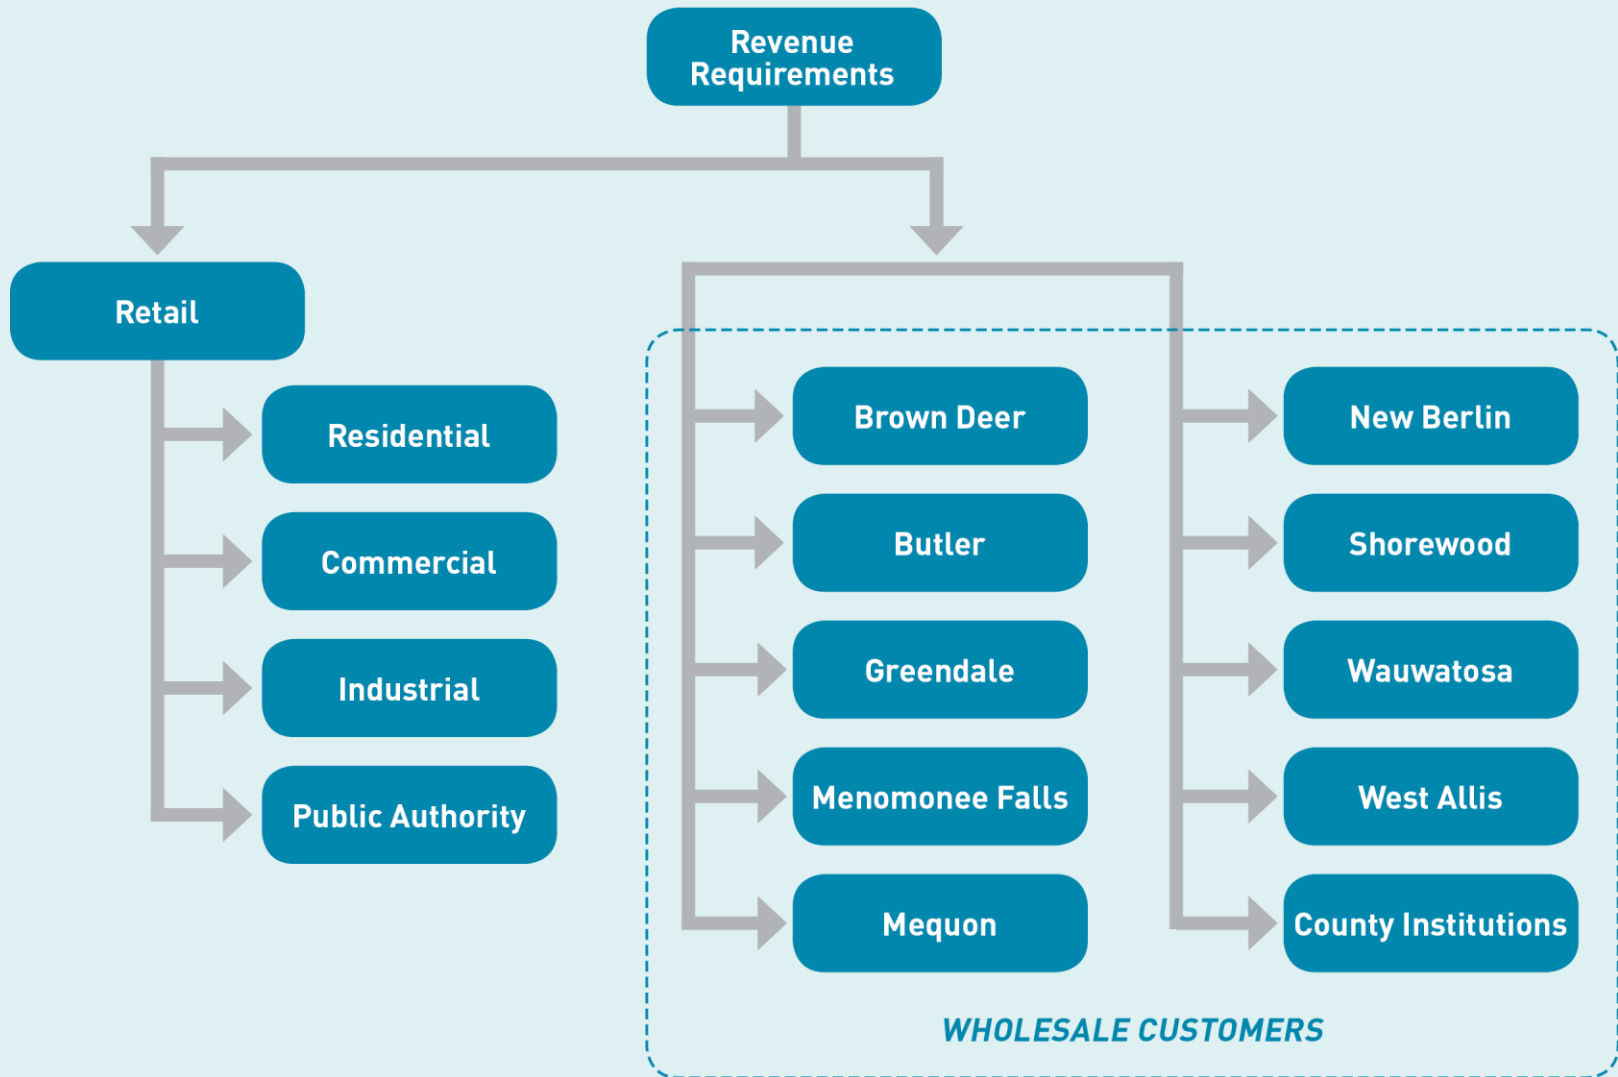 Revenue
Requirements
Retail
Residential
Commercial
Industrial
Public Authority
Brown Deer
Butler
Greendale
Menomonee Falls
Mequon
New Berlin
Shorewood
Wauwatosa
West Allis
County Institutions
WHOLESALE CUSTOMERS